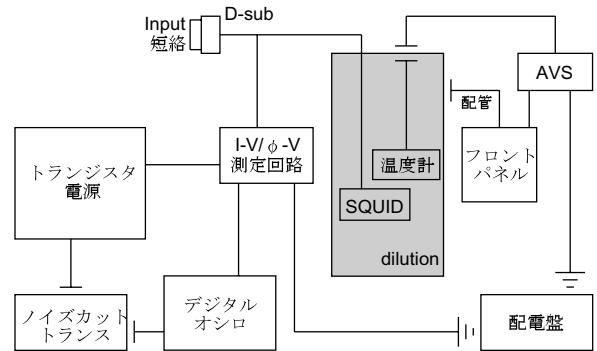 Input
短絡
D-sub
AVS
配管
I-V/ φ -V
測定回路
トランジスタ
電源
温度計
フロント
パネル
SQUID
dilution
ノイズカット
トランス
デジタル
オシロ
配電盤